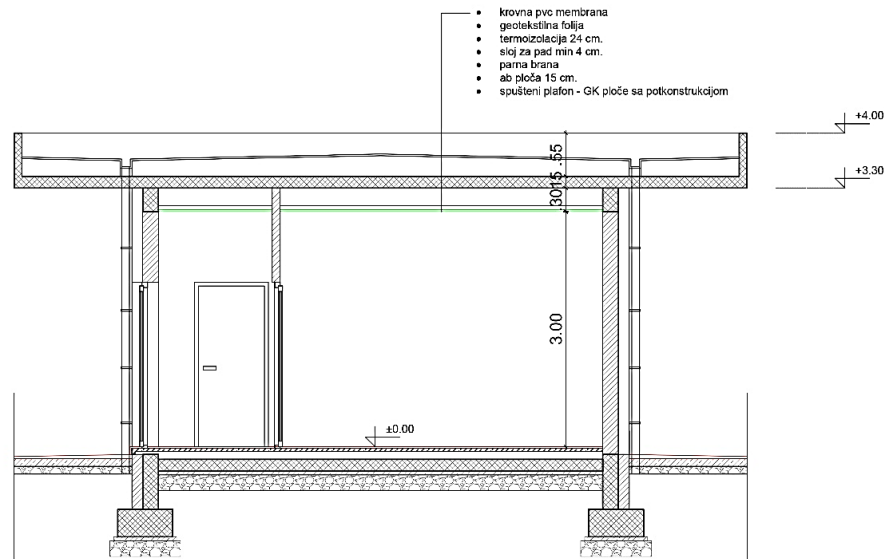 • krovna pvc membrana
• geotekstilna folija
• termoizolacija 24 cm.
• sloj za pad min 4 cm.
• parna brana
• ab ploča 15 cm.
• spušteni plafon - GK ploče sa potkonstrukcijom
+4.00
+3.30
.55
.15
.30
3.00
±0.00